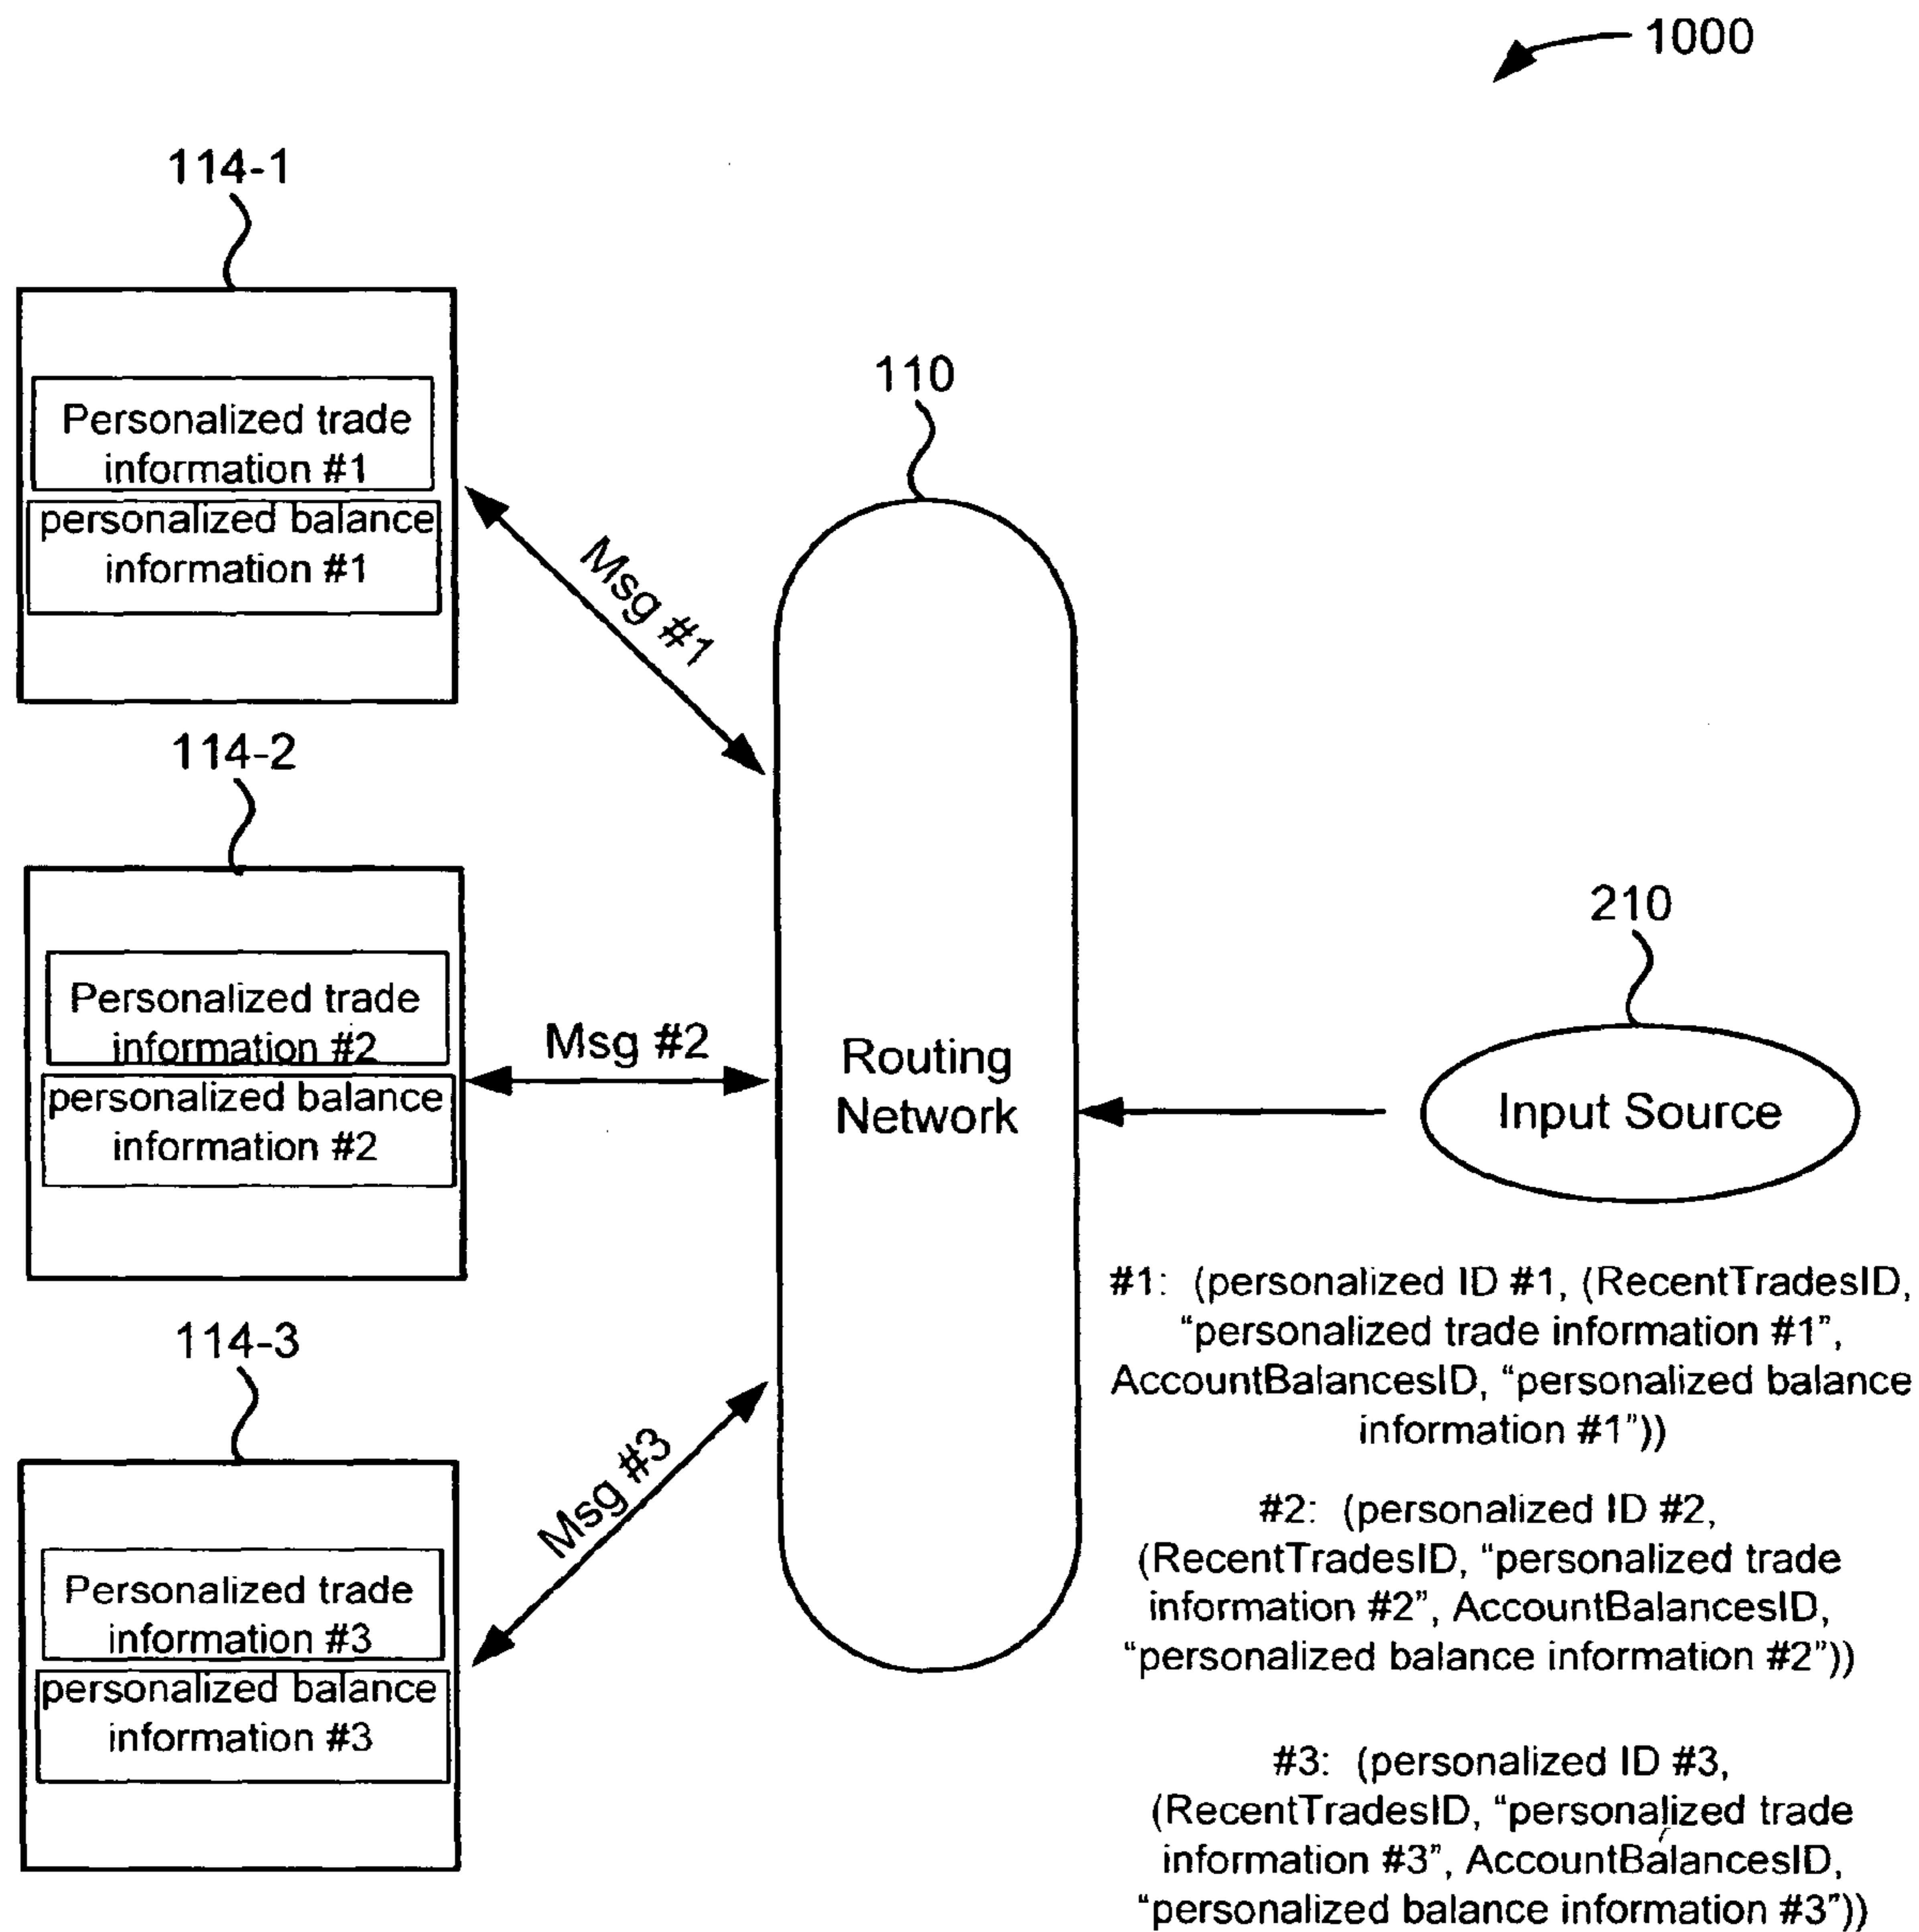 1000
114-1
Personalized trade
information #1
personalized balance
information #1
Msg #1
110
114-2
Personalized trade
information #2
personalized balance
information #2
Msg #2
Routing
Network
210
Input Source
114-3
Personalized trade
information #3
personalized balance
information #3
Msg #3
#1: (personalized ID #1, (RecentTradesID,
“personalized trade information #1”,
AccountBalancesID, “personalized balance
information #1”))
#2: (personalized ID #2,
(RecentTradesID, “personalized trade
information #2”, AccountBalancesID,
“personalized balance information #2”))
#3: (personalized ID #3,
(RecentTradesID, “personalized trade
information #3”, AccountBalancesID,
“personalized balance information #3”))